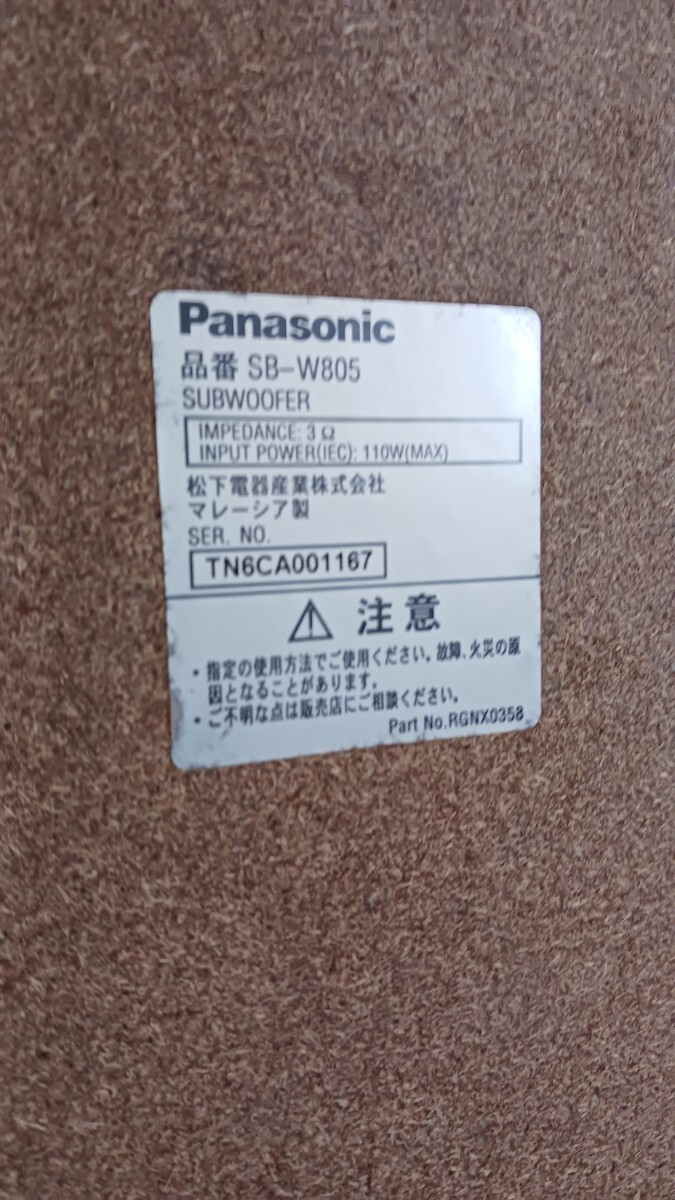 Panasonic
品番 SB-W805
SUBWOOFER
IMPEDANCE: 3 Ω
INPUT POWER(IEC): 110W(MAX)
松下電器産業株式会社
マレーシア製
SER. NO.
TN6CA001167
⚠ 注意
・指定の使用方法でご使用ください。故障、火災の原
因となることがあります。
・ご不明な点は販売店にご相談ください。
Part No.RGNX0358